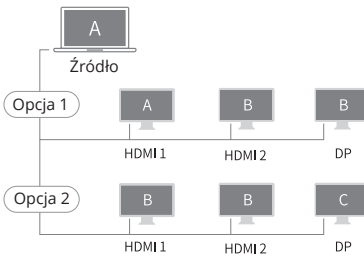 A
Źródło
Opcja 1
A B B
HDMI 1 HDMI 2 DP
Opcja 2
B B C
HDMI 1 HDMI 2 DP